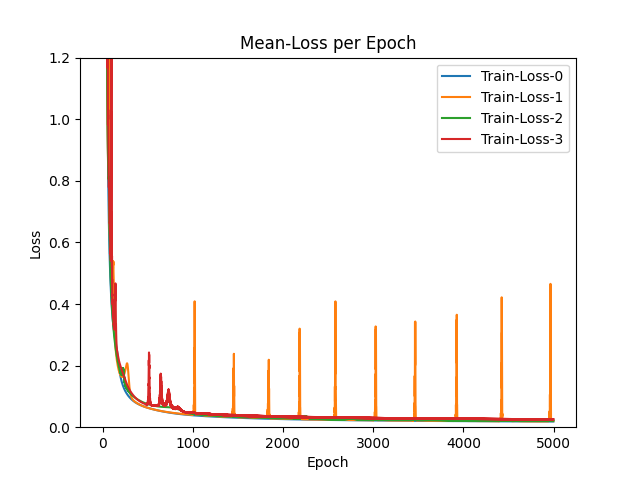 Mean-Loss per Epoch
1.2
1.0
0.8
0.6
0.4
0.2
0.0
Loss
Train-Loss-0
Train-Loss-1
Train-Loss-2
Train-Loss-3
0 1000 2000 3000 4000 5000
Epoch